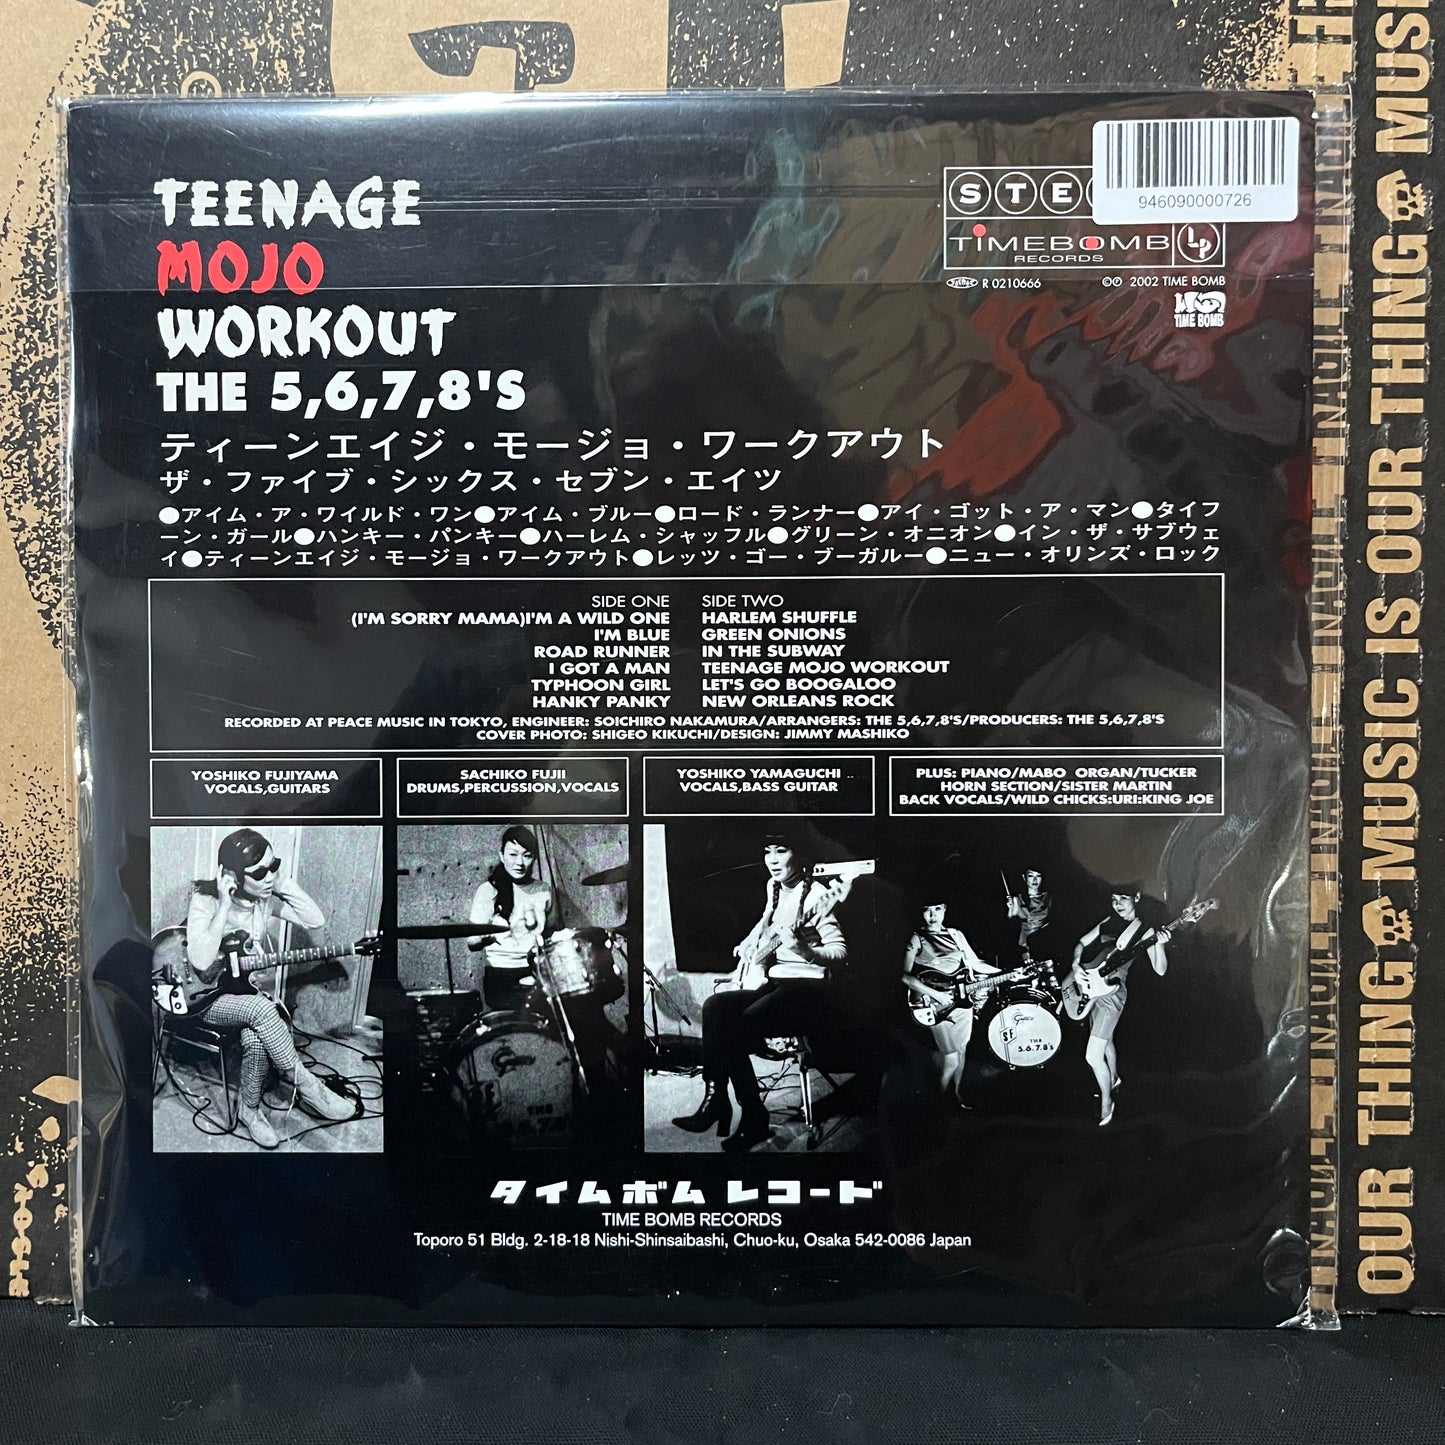 TEENAGE
MOJO
WORKOUT
THE 5,6,7,8'S
ティーンエイジ・モージョ・ワークアウト
ザ・ファイブ・シックス・セブン・エイツ
●アイム・ア・ワイルド・ワン●アイム・ブルー●ロード・ランナー●アイ・ゴット・ア・マン●タイフ
ーン・ガール●ハンキー・パンキー●ハーレム・シャッフル●グリーン・オニオン●イン・ザ・サブウェ
イ●ティーンエイジ・モージョ・ワークアウト●レッツ・ゴー・ブーガルー●ニュー・オリンズ・ロック
946090000726
STE
TIMEBOMB
RECORDS
LP
R 0210666
©℗ 2002 TIME BOMB
TIME BOMB
SIDE ONE
(I'M SORRY MAMA)I'M A WILD ONE
I'M BLUE
ROAD RUNNER
I GOT A MAN
TYPHOON GIRL
HANKY PANKY
SIDE TWO
HARLEM SHUFFLE
GREEN ONIONS
IN THE SUBWAY
TEENAGE MOJO WORKOUT
LET'S GO BOOGALOO
NEW ORLEANS ROCK
RECORDED AT PEACE MUSIC IN TOKYO, ENGINEER: SOICHIRO NAKAMURA/ARRANGERS: THE 5,6,7,8'S/PRODUCERS: THE 5,6,7,8'S
COVER PHOTO: SHIGEO KIKUCHI/DESIGN: JIMMY MASHIKO
YOSHIKO FUJIYAMA
VOCALS,GUITARS
SACHIKO FUJII
DRUMS,PERCUSSION,VOCALS
YOSHIKO YAMAGUCHI
VOCALS,BASS GUITAR
PLUS: PIANO/MABO ORGAN/TUCKER
HORN SECTION/SISTER MARTIN
BACK VOCALS/WILD CHICKS:URI:KING JOE
Gretsch
THE
5.6.7.8's
SF
THE
5.6.7.8's
タイムボム レコード
TIME BOMB RECORDS
Toporo 51 Bldg. 2-18-18 Nishi-Shinsaibashi, Chuo-ku, Osaka 542-0086 Japan
OUR THING MUSIC IS OUR THING MUSI